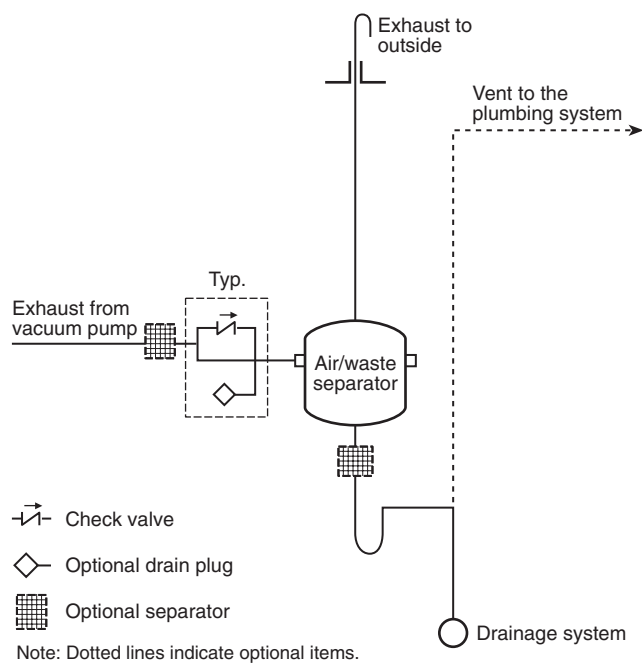 Exhaust to
outside
Vent to the
plumbing system
Typ.
Exhaust from
vacuum pump
Air/waste
separator
Check valve
Optional drain plug
Optional separator
Drainage system
Note: Dotted lines indicate optional items.